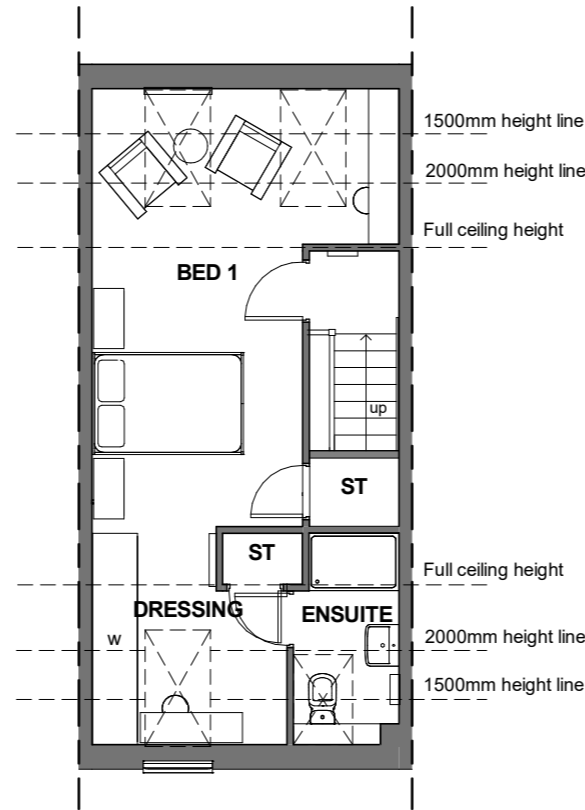 1500mm height line
2000mm height line
Full ceiling height
BED 1
up
ST
ST
Full ceiling height
DRESSING
ENSUITE
W
2000mm height line
1500mm height line